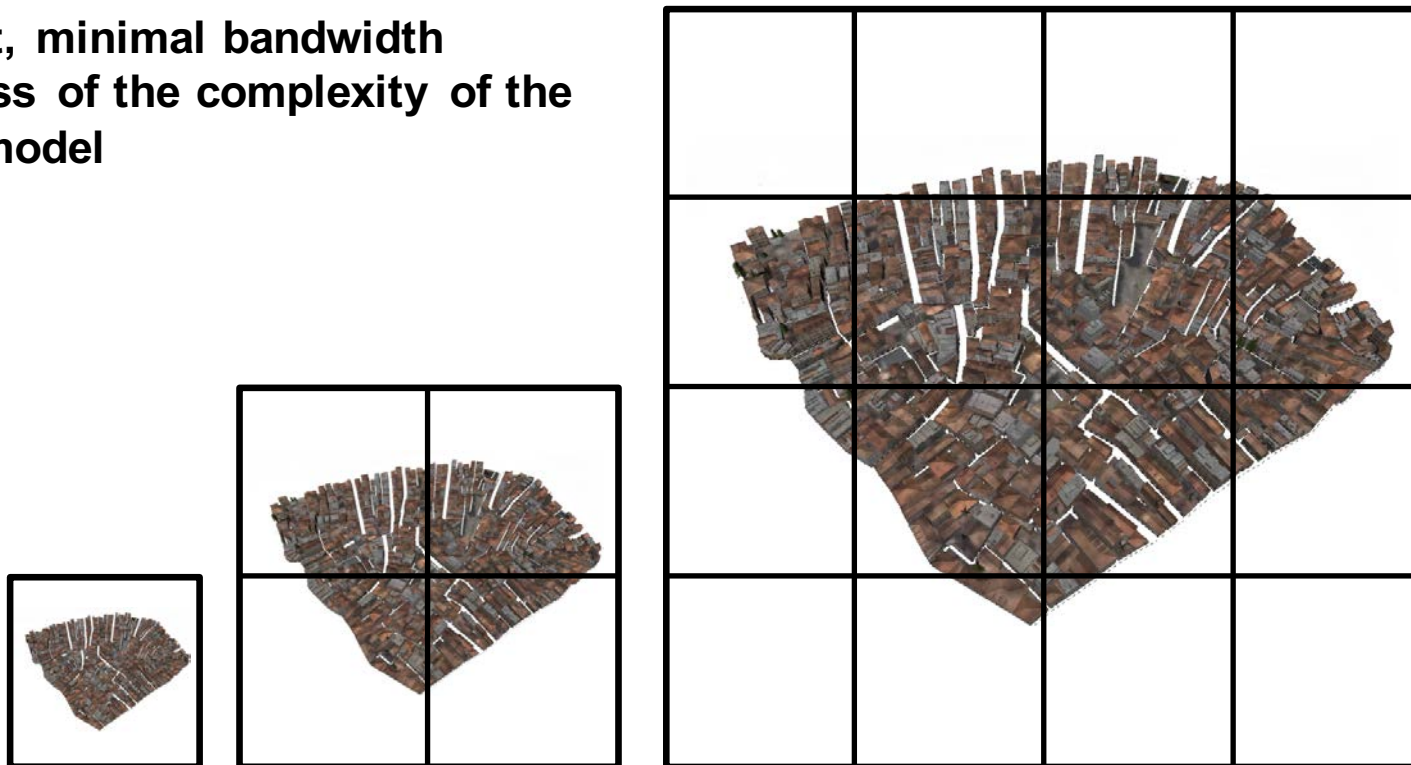 t, minimal bandwidth
ss of the complexity of the
model